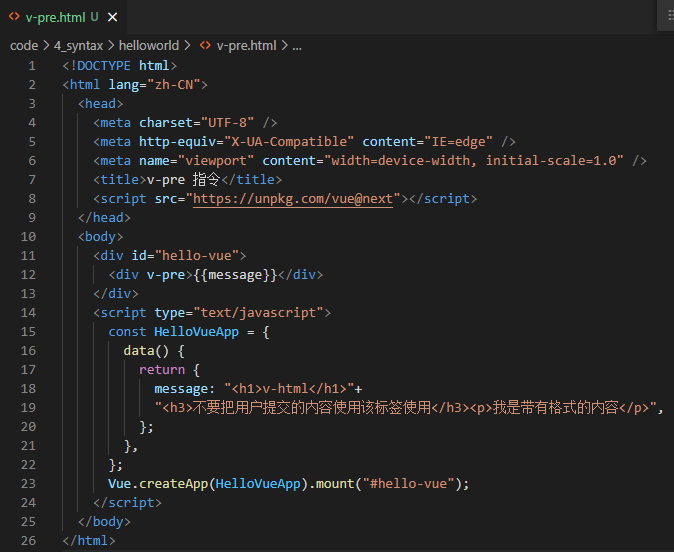 v-pre.html U
code > 4_syntax > helloworld > v-pre.html > ...
1 <!DOCTYPE html>
2 <html lang="zh-CN">
3 <head>
4 <meta charset="UTF-8" />
5 <meta http-equiv="X-UA-Compatible" content="IE=edge" />
6 <meta name="viewport" content="width=device-width, initial-scale=1.0" />
7 <title>v-pre 指令</title>
8 <script src="https://unpkg.com/vue@next"></script>
9 </head>
10 <body>
11 <div id="hello-vue">
12 <div v-pre>{{message}}</div>
13 </div>
14 <script type="text/javascript">
15 const HelloVueApp = {
16 data() {
17 return {
18 message: "<h1>v-html</h1>"+
19 "<h3>不要把用户提交的内容使用该标签使用</h3><p>我是带有格式的内容</p>",
20 };
21 },
22 };
23 Vue.createApp(HelloVueApp).mount("#hello-vue");
24 </script>
25 </body>
26 </html>